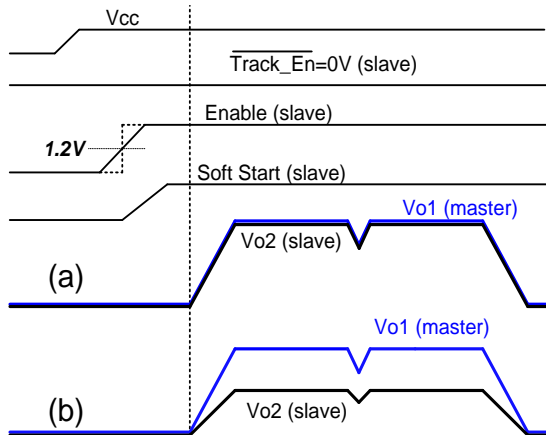 Vcc
Track_En=0V (slave)
Enable (slave)
1.2V
Soft Start (slave)
Vo1 (master)
Vo2 (slave)
(a)
Vo1 (master)
Vo2 (slave)
(b)